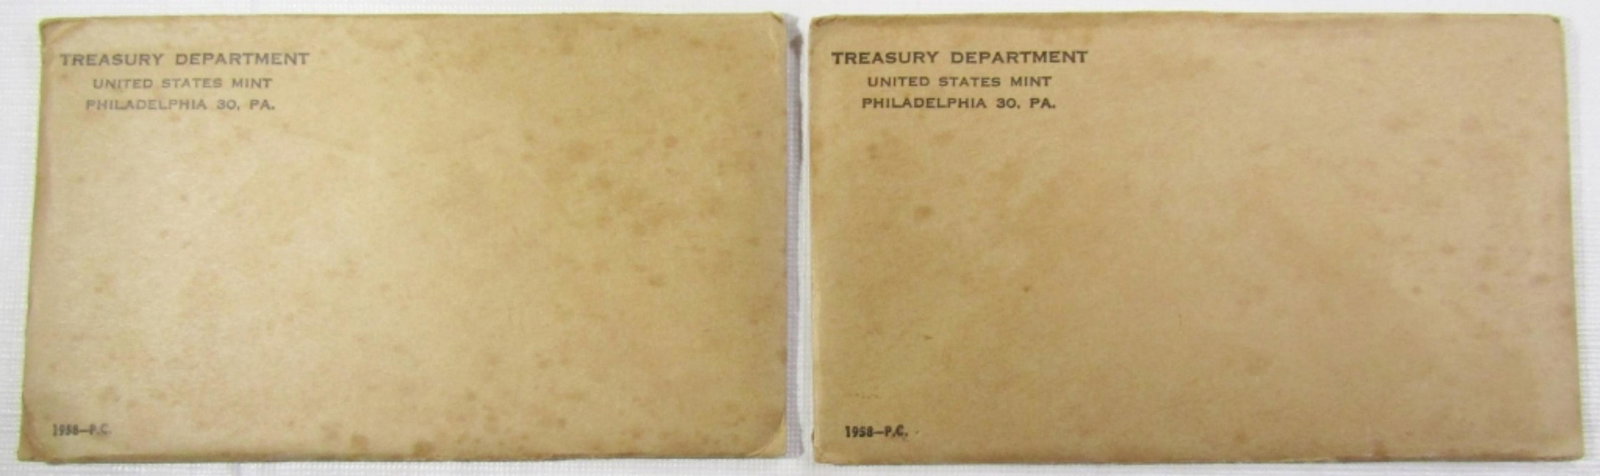 TREASURY DEPARTMENT
UNITED STATES MINT
PHILADELPHIA 30, PA.
1958—P.C.
TREASURY DEPARTMENT
UNITED STATES MINT
PHILADELPHIA 30, PA.
1958—P.C.